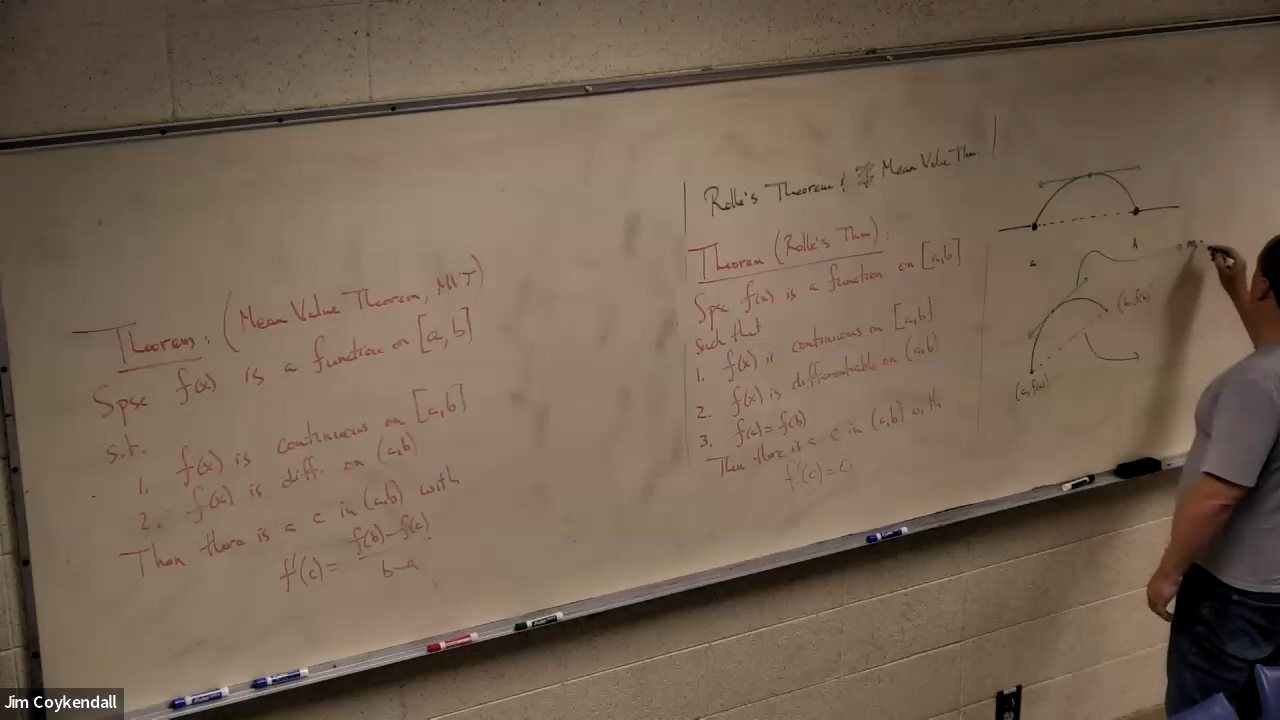 Theorem: (Mean Value Theorem, MVT)
Spse f(x) is a function on [a,b]
s.t.
1. f(x) is continuous on [a,b]
2. f(x) is diff. on (a,b)
Then there is a c in (a,b) with
f'(c) = f(b)-f(a)
b-a
Rolle's Theorem & Mean Value Thm.
Theorem (Rolle's Thm):
Spse f(x) is a function on [a,b]
such that
1. f(x) is continuous on [a,b]
2. f(x) is differentiable on (a,b)
3. f(a) = f(b)
Then there is a c in (a,b) with
f'(c) = 0
a
b
(b, f(b))
(a, f(a))
Jim Coykendall